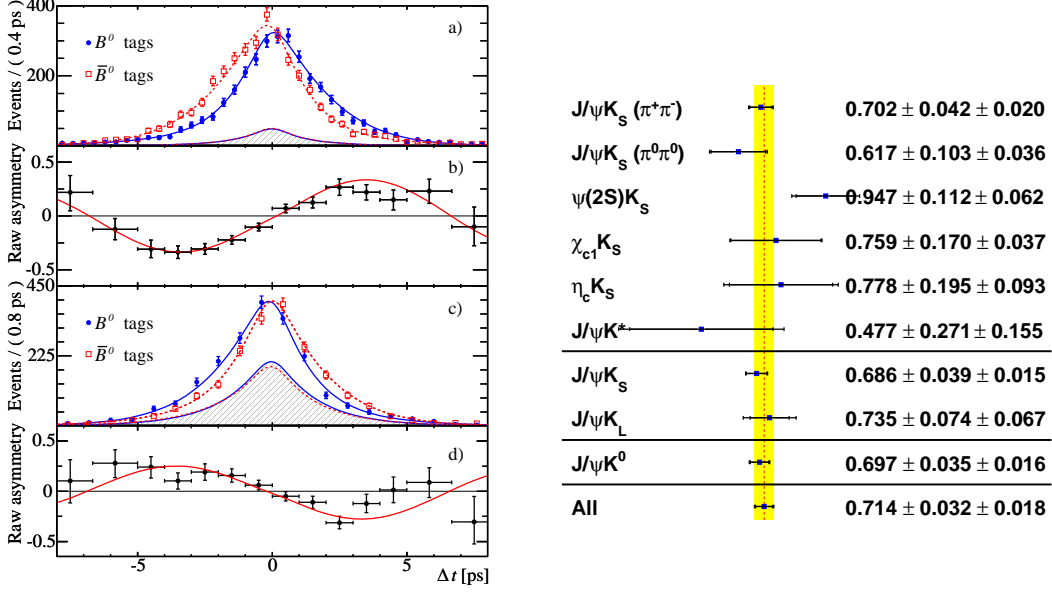 Events / ( 0.4 ps )
400
200
a)
B⁰ tags
B̅⁰ tags
Raw asymmetry
0.5
0
-0.5
b)
Events / ( 0.8 ps )
450
225
c)
B⁰ tags
B̅⁰ tags
Raw asymmetry
0.5
0
-0.5
d)
-5 0 5
Δt [ps]
J/ψK_S (π⁺π⁻) 0.702 ± 0.042 ± 0.020
J/ψK_S (π⁰π⁰) 0.617 ± 0.103 ± 0.036
ψ(2S)K_S 0.947 ± 0.112 ± 0.062
χ_c1 K_S 0.759 ± 0.170 ± 0.037
η_c K_S 0.778 ± 0.195 ± 0.093
J/ψK* 0.477 ± 0.271 ± 0.155
J/ψK_S 0.686 ± 0.039 ± 0.015
J/ψK_L 0.735 ± 0.074 ± 0.067
J/ψK⁰ 0.697 ± 0.035 ± 0.016
All 0.714 ± 0.032 ± 0.018